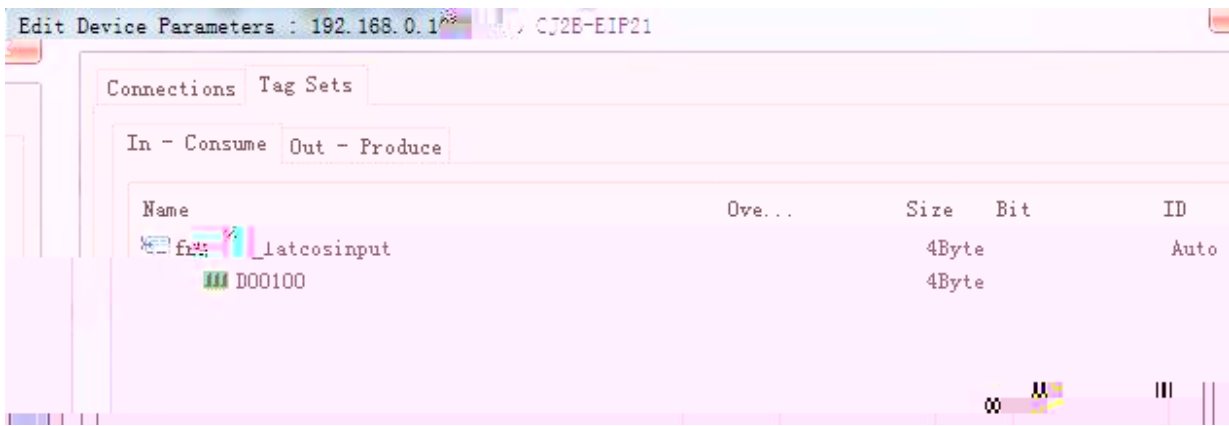 Edit Device Parameters : 192.168.0.1 CJ2B-EIP21
Connections Tag Sets
In - Consume Out - Produce
Name Ove... Size Bit ID
_latcosinput 4Byte Auto
D00100 4Byte